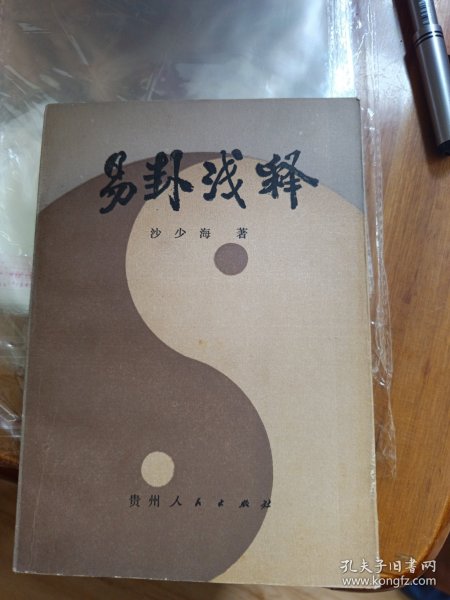 易卦浅释
沙少海 著
贵州人民出版社
孔夫子旧书网
www.kongfz.com